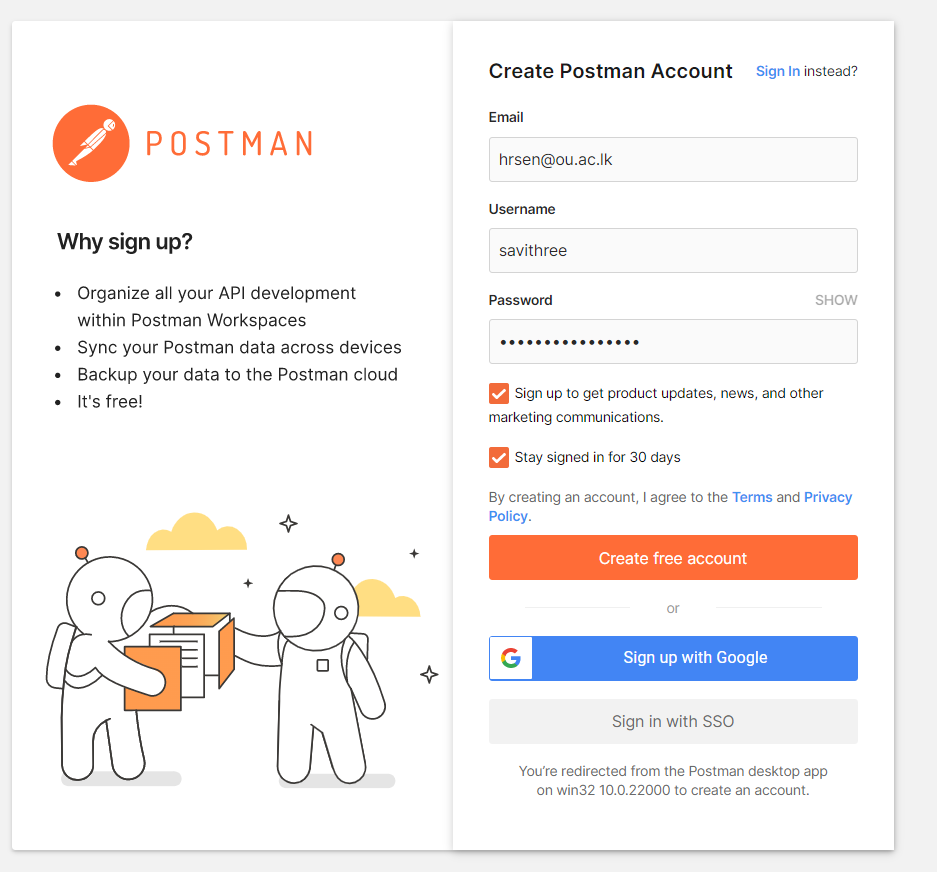 POSTMAN
Why sign up?
• Organize all your API development
within Postman Workspaces
• Sync your Postman data across devices
• Backup your data to the Postman cloud
• It's free!
Create Postman Account
Sign In instead?
Email
hrsen@ou.ac.lk
Username
savithree
Password
SHOW
••••••••••••••••
Sign up to get product updates, news, and other
marketing communications.
Stay signed in for 30 days
By creating an account, I agree to the Terms and Privacy
Policy.
Create free account
or
G
Sign up with Google
Sign in with SSO
You’re redirected from the Postman desktop app
on win32 10.0.22000 to create an account.